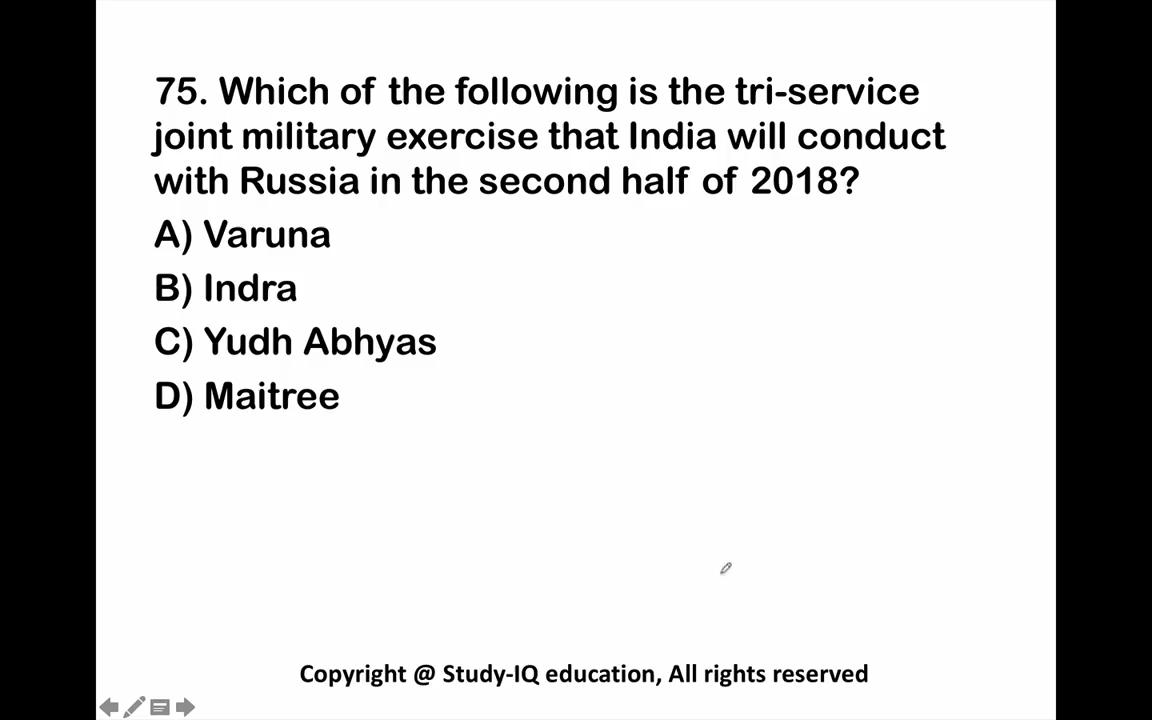 75. Which of the following is the tri-service
joint military exercise that India will conduct
with Russia in the second half of 2018?
A) Varuna
B) Indra
C) Yudh Abhyas
D) Maitree
Copyright @ Study-IQ education, All rights reserved